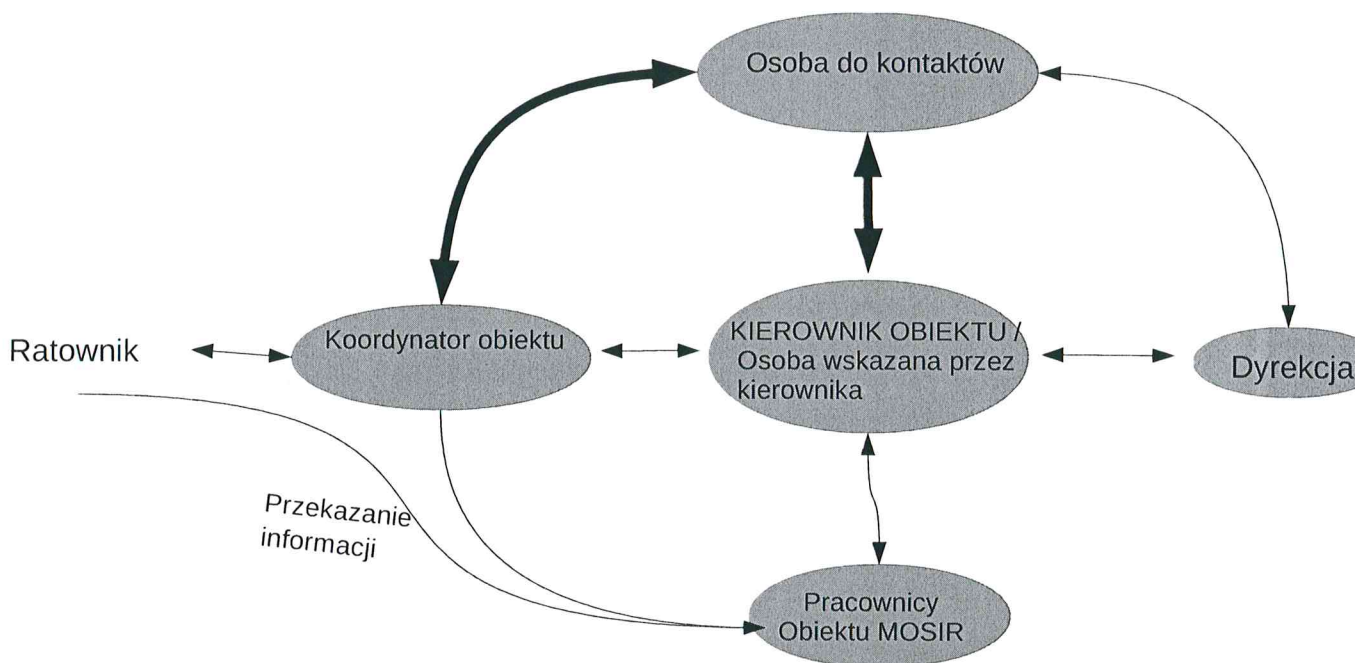 Osoba do kontaktów
Ratownik
Koordynator obiektu
KIEROWNIK OBIEKTU /
Osoba wskazana przez
kierownika
Dyrekcja
Przekazanie
informacji
Pracownicy
Obiektu MOSIR